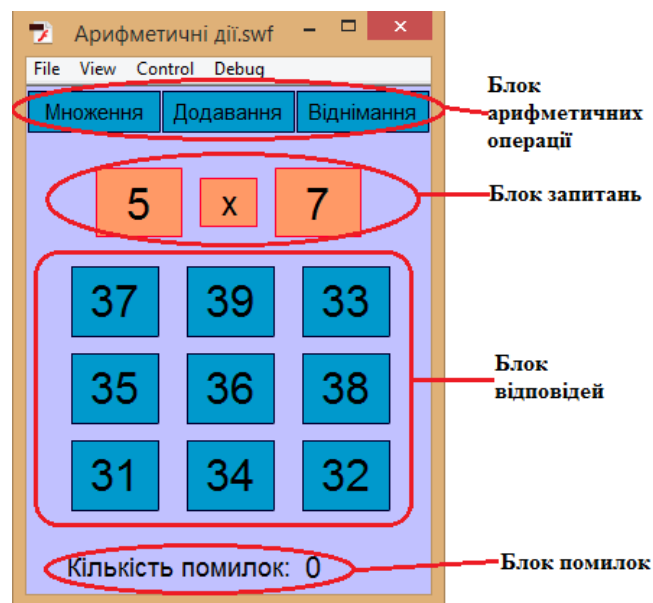 Арифметичні дії.swf
File View Control Debug
Множення Додавання Віднімання
Блок
арифметичних
операції
5 x 7
Блок запитань
37 39 33
35 36 38
31 34 32
Блок
відповідей
Кількість помилок: 0
Блок помилок